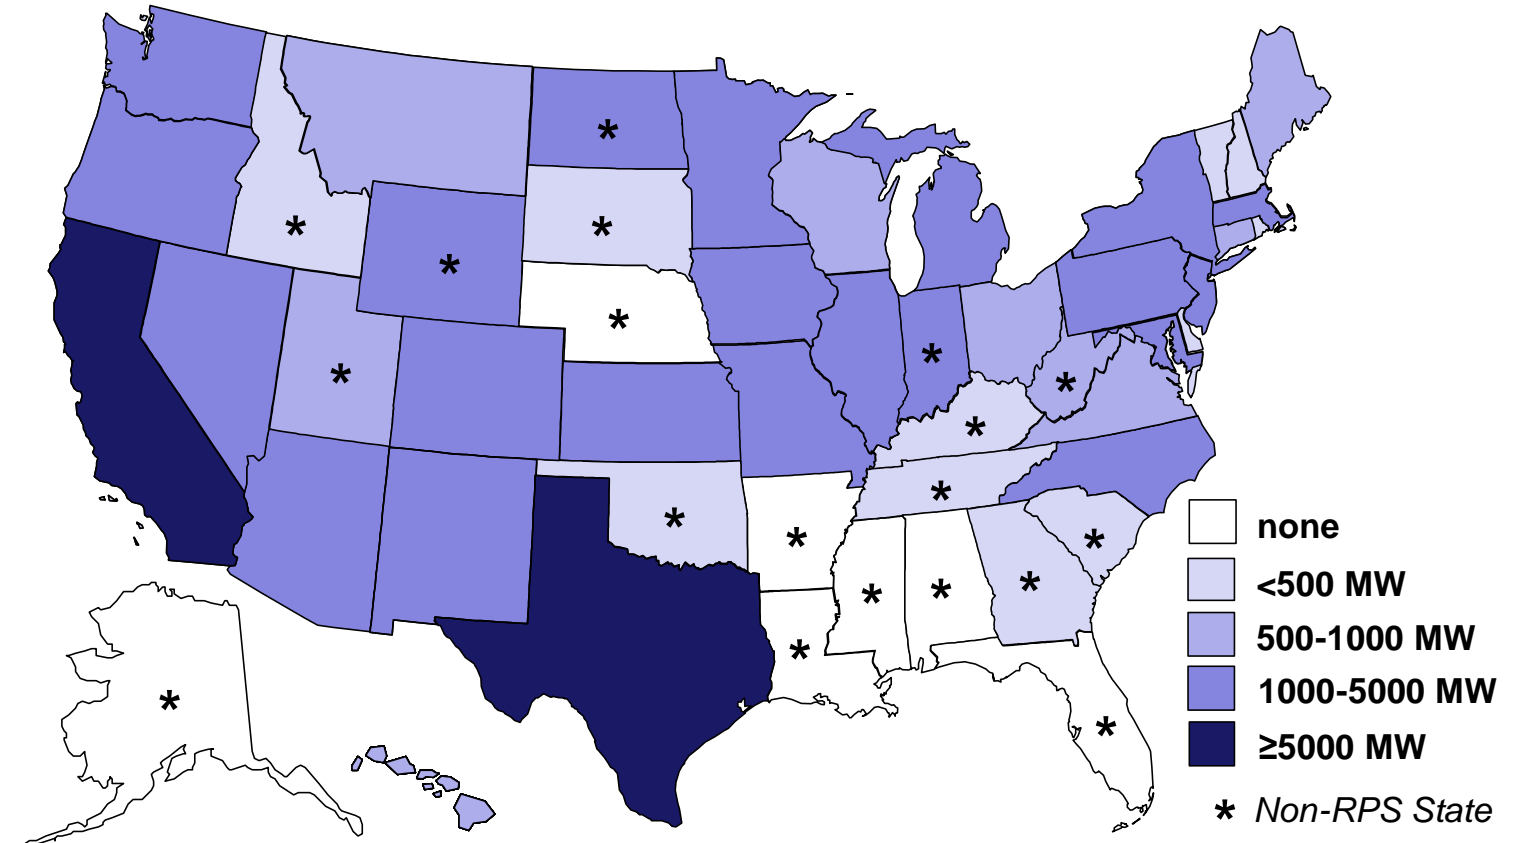 none
<500 MW
500-1000 MW
1000-5000 MW
≥5000 MW
* Non-RPS State